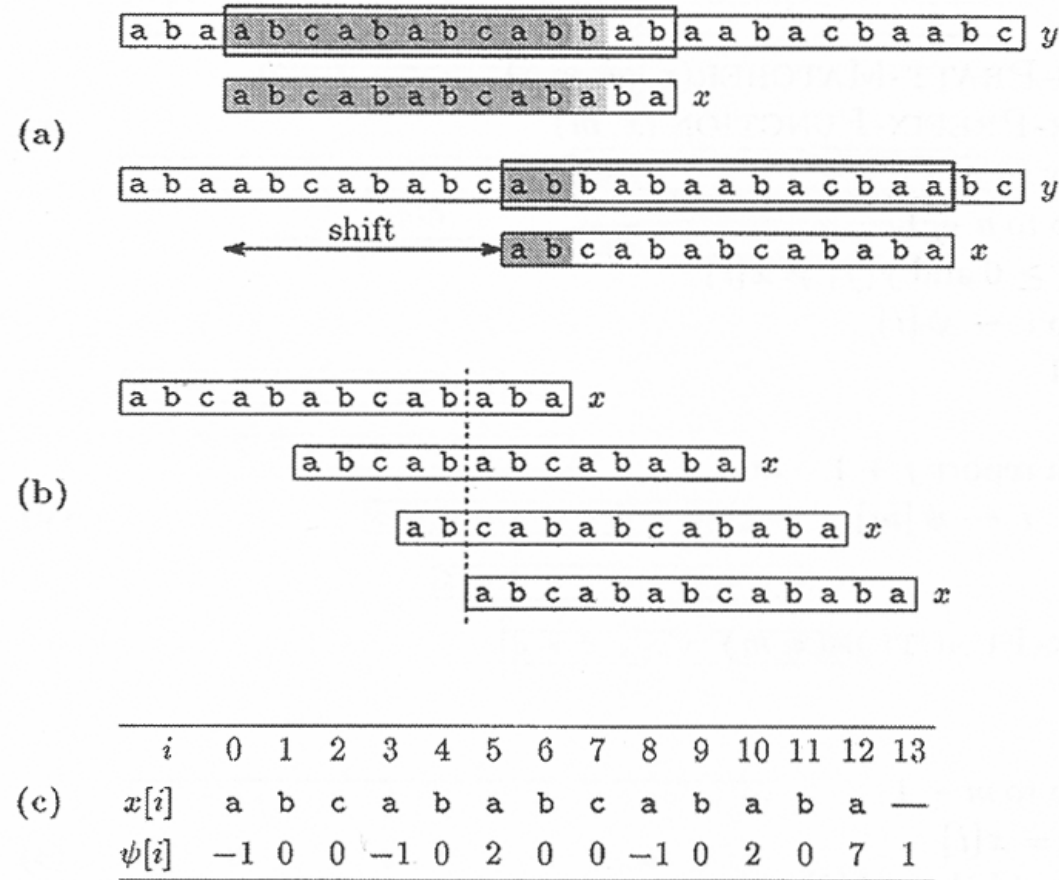 a b a a b c a b a b c a b b a b a a b a c b a a b c y
a b c a b a b c a b a b a x
(a)
a b a a b c a b a b c a b b a b a a b a c b a a b c y
shift
a b c a b a b c a b a b a x
a b c a b a b c a b a b a x
a b c a b a b c a b a b a x
(b)
a b c a b a b c a b a b a x
a b c a b a b c a b a b a x
i 0 1 2 3 4 5 6 7 8 9 10 11 12 13
(c) x[i] a b c a b a b c a b a b a —
ψ[i] −1 0 0 −1 0 2 0 0 −1 0 2 0 7 1